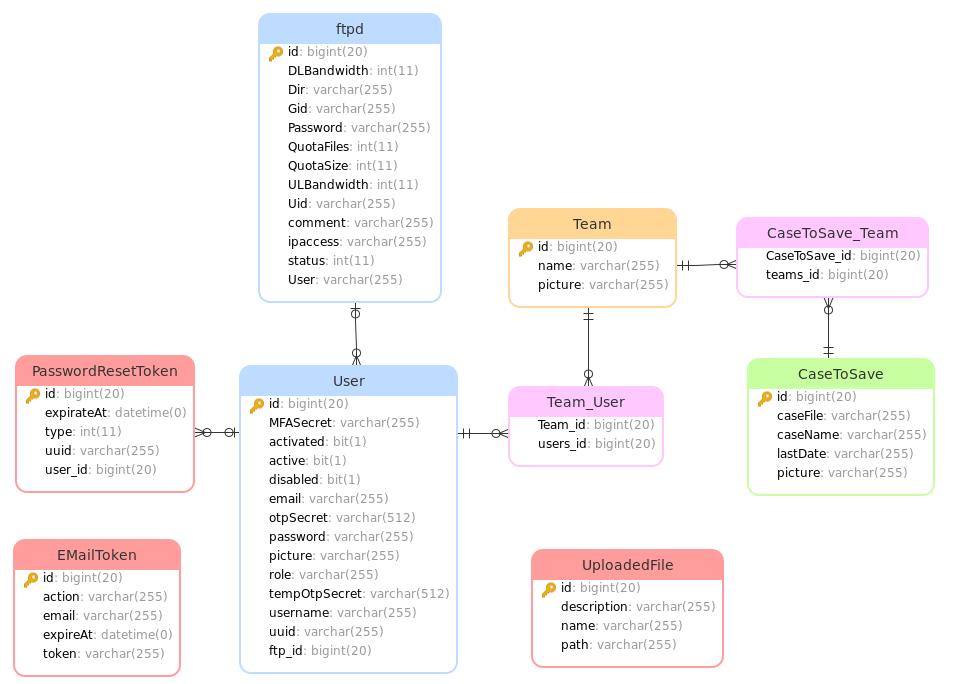 ftpd
id: bigint(20)
DLBandwidth: int(11)
Dir: varchar(255)
Gid: varchar(255)
Password: varchar(255)
QuotaFiles: int(11)
QuotaSize: int(11)
ULBandwidth: int(11)
Uid: varchar(255)
comment: varchar(255)
ipaccess: varchar(255)
status: int(11)
User: varchar(255)
Team
id: bigint(20)
name: varchar(255)
picture: varchar(255)
CaseToSave_Team
CaseToSave_id: bigint(20)
teams_id: bigint(20)
PasswordResetToken
id: bigint(20)
expirateAt: datetime(0)
type: int(11)
uuid: varchar(255)
user_id: bigint(20)
User
id: bigint(20)
MFASecret: varchar(255)
activated: bit(1)
active: bit(1)
disabled: bit(1)
email: varchar(255)
otpSecret: varchar(512)
password: varchar(255)
picture: varchar(255)
role: varchar(255)
tempOtpSecret: varchar(512)
username: varchar(255)
uuid: varchar(255)
ftp_id: bigint(20)
Team_User
Team_id: bigint(20)
users_id: bigint(20)
CaseToSave
id: bigint(20)
caseFile: varchar(255)
caseName: varchar(255)
lastDate: varchar(255)
picture: varchar(255)
EMailToken
id: bigint(20)
action: varchar(255)
email: varchar(255)
expireAt: datetime(0)
token: varchar(255)
UploadedFile
id: bigint(20)
description: varchar(255)
name: varchar(255)
path: varchar(255)